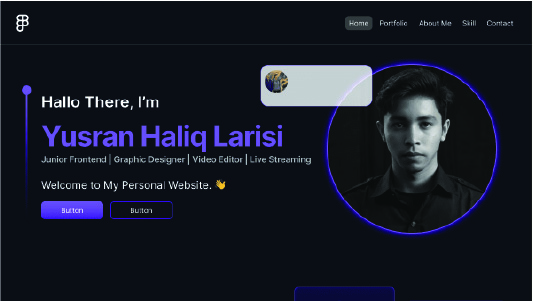 Home Portfolio About Me Skill Contact
Hallo There, I'm
Yusran Haliq Larisi
Junior Frontend | Graphic Designer | Video Editor | Live Streaming
Welcome to My Personal Website. 👋
Button Button